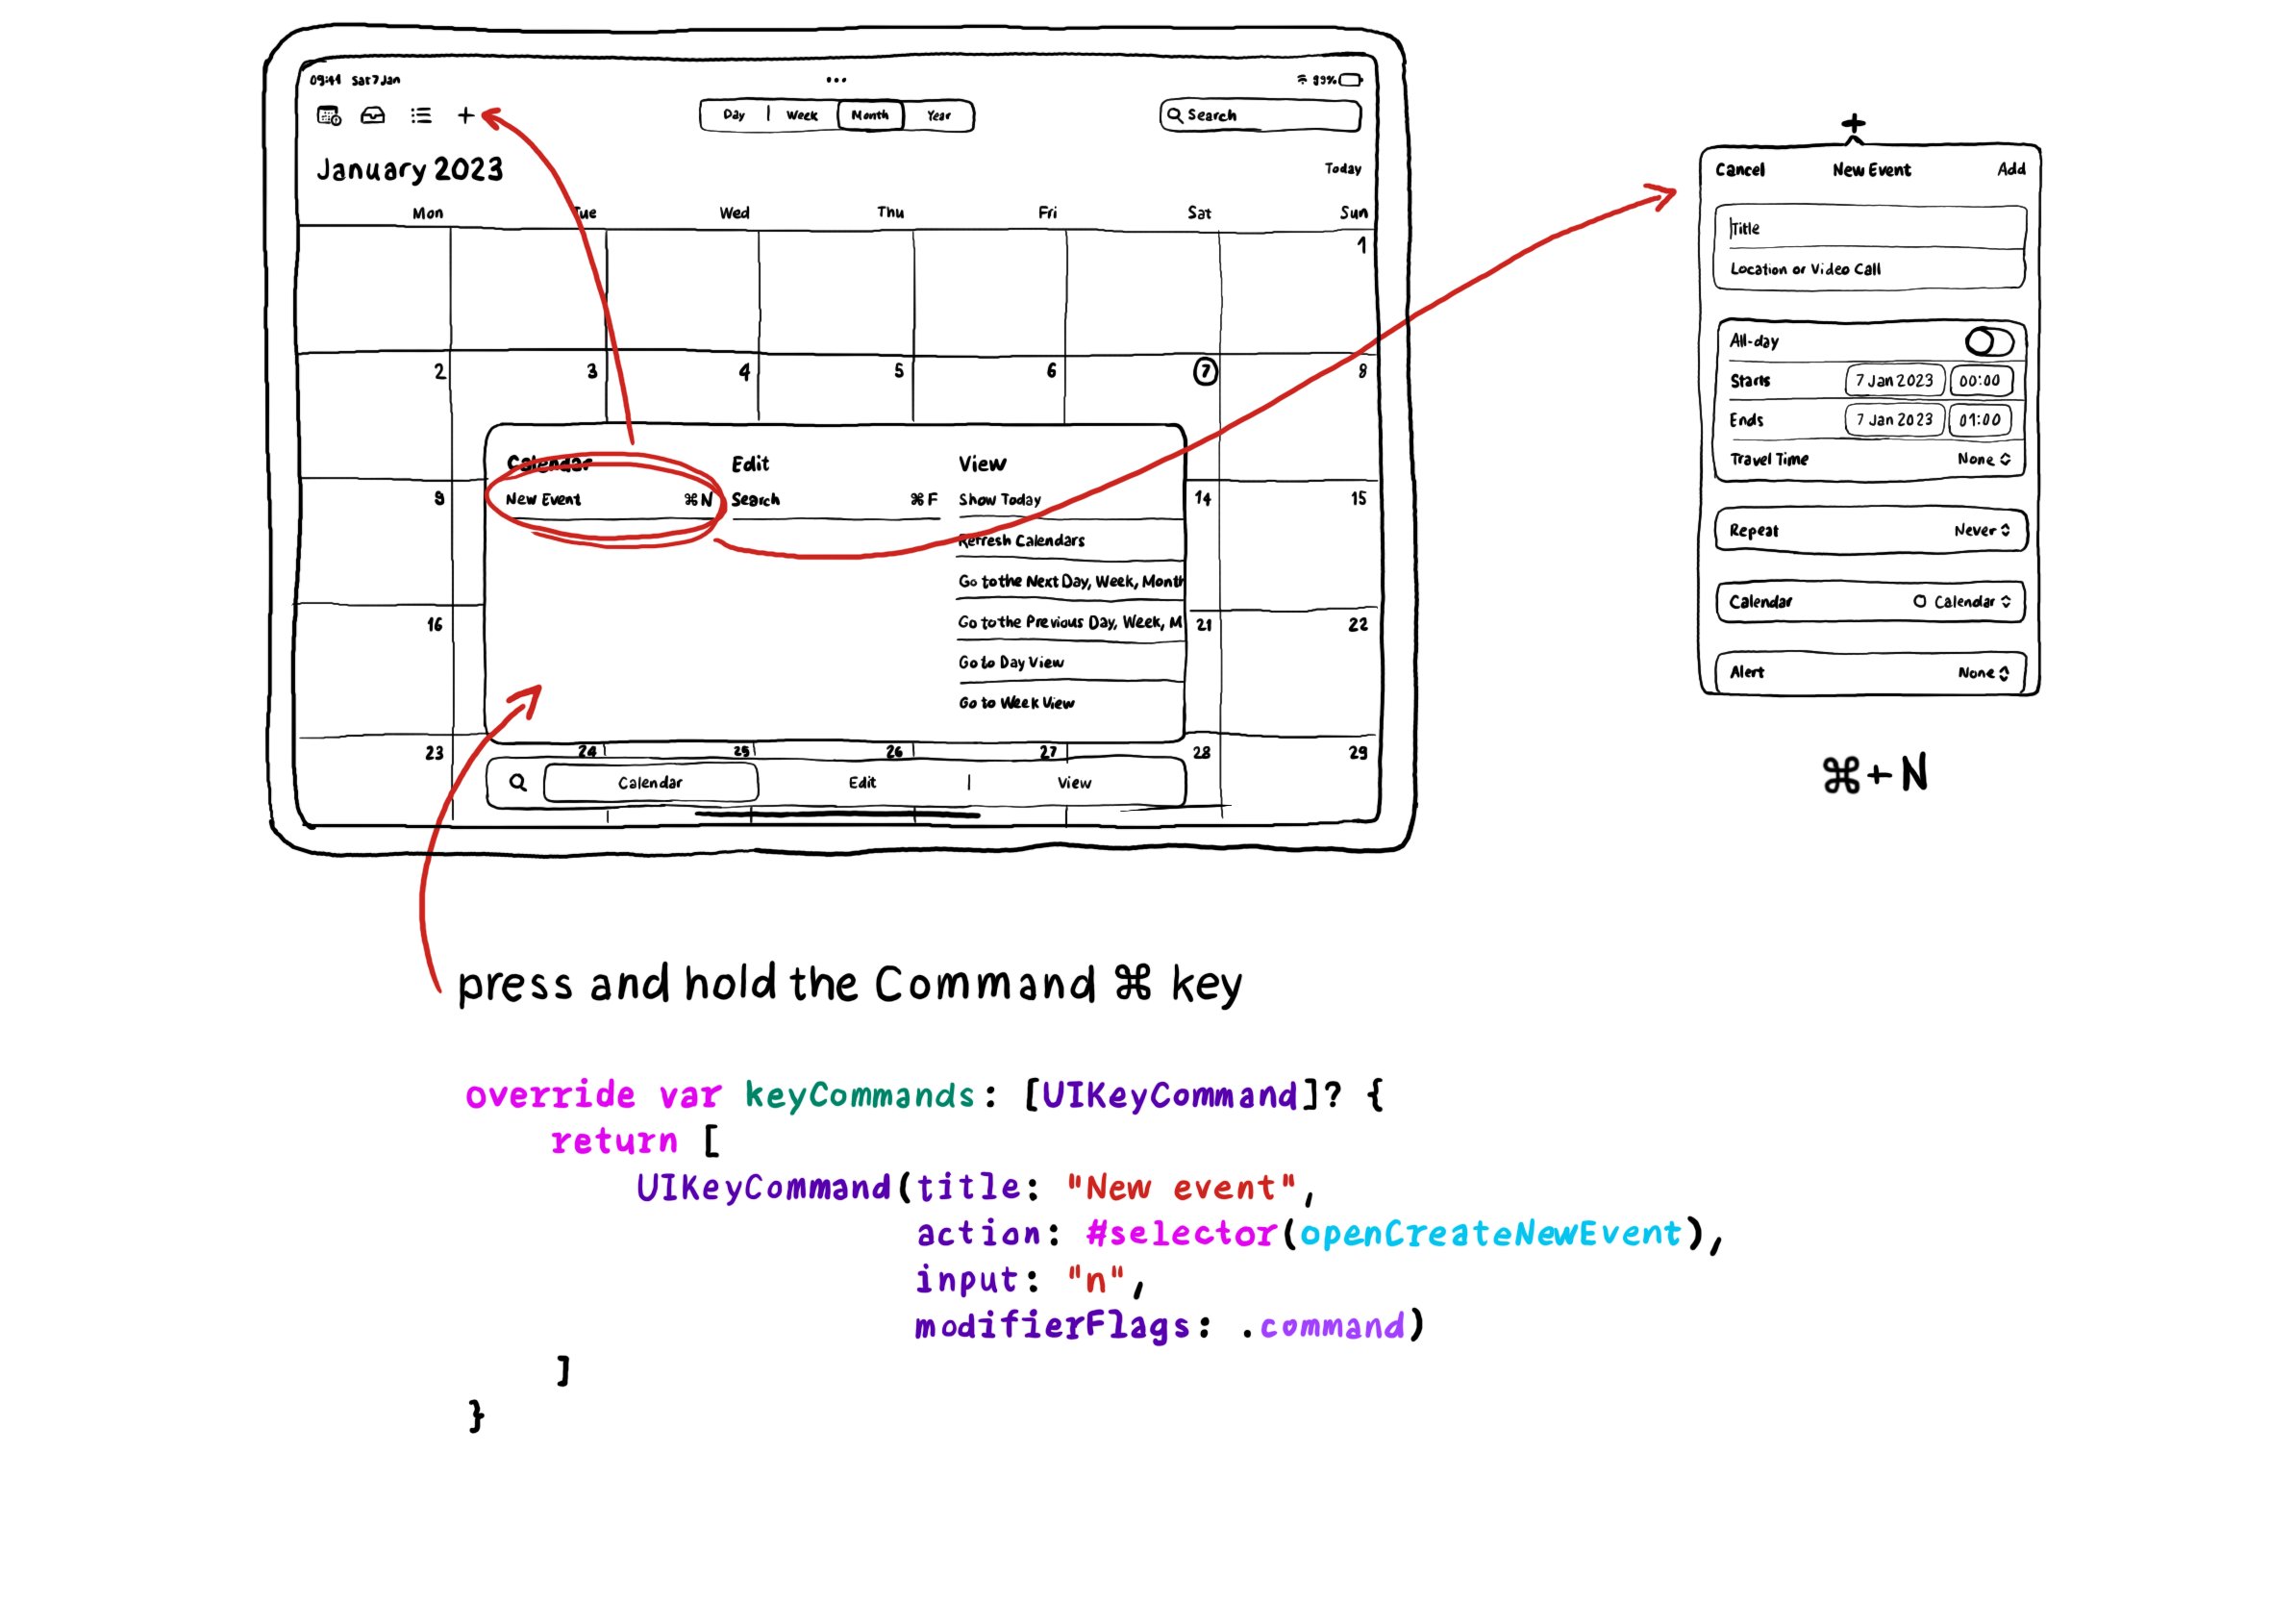 09:41 Sat 7 Jan
•••
99%
Day | Week Month Year
Search
January 2023
Today
Mon Tue Wed Thu Fri Sat Sun
1
2 3 4 5 6 7 8
Calendar Edit View
9 New Event ⌘ N Search ⌘ F Show Today 14 15
Refresh Calendars
Go to the Next Day, Week, Month
16 Go to the Previous Day, Week, M 21 22
Go to Day View
Go to Week View
23 24 25 26 27 28 29
Calendar Edit | View
+
Cancel New Event Add
Title
Location or Video Call
All-day
Starts 7 Jan 2023 00:00
Ends 7 Jan 2023 01:00
Travel Time None
Repeat Never
Calendar Calendar
Alert None
⌘+N
press and hold the Command ⌘ key
override var keyCommands: [UIKeyCommand]? {
return [
UIKeyCommand(title: "New event",
action: #selector(openCreateNewEvent),
input: "n",
modifierFlags: .command)
]
}